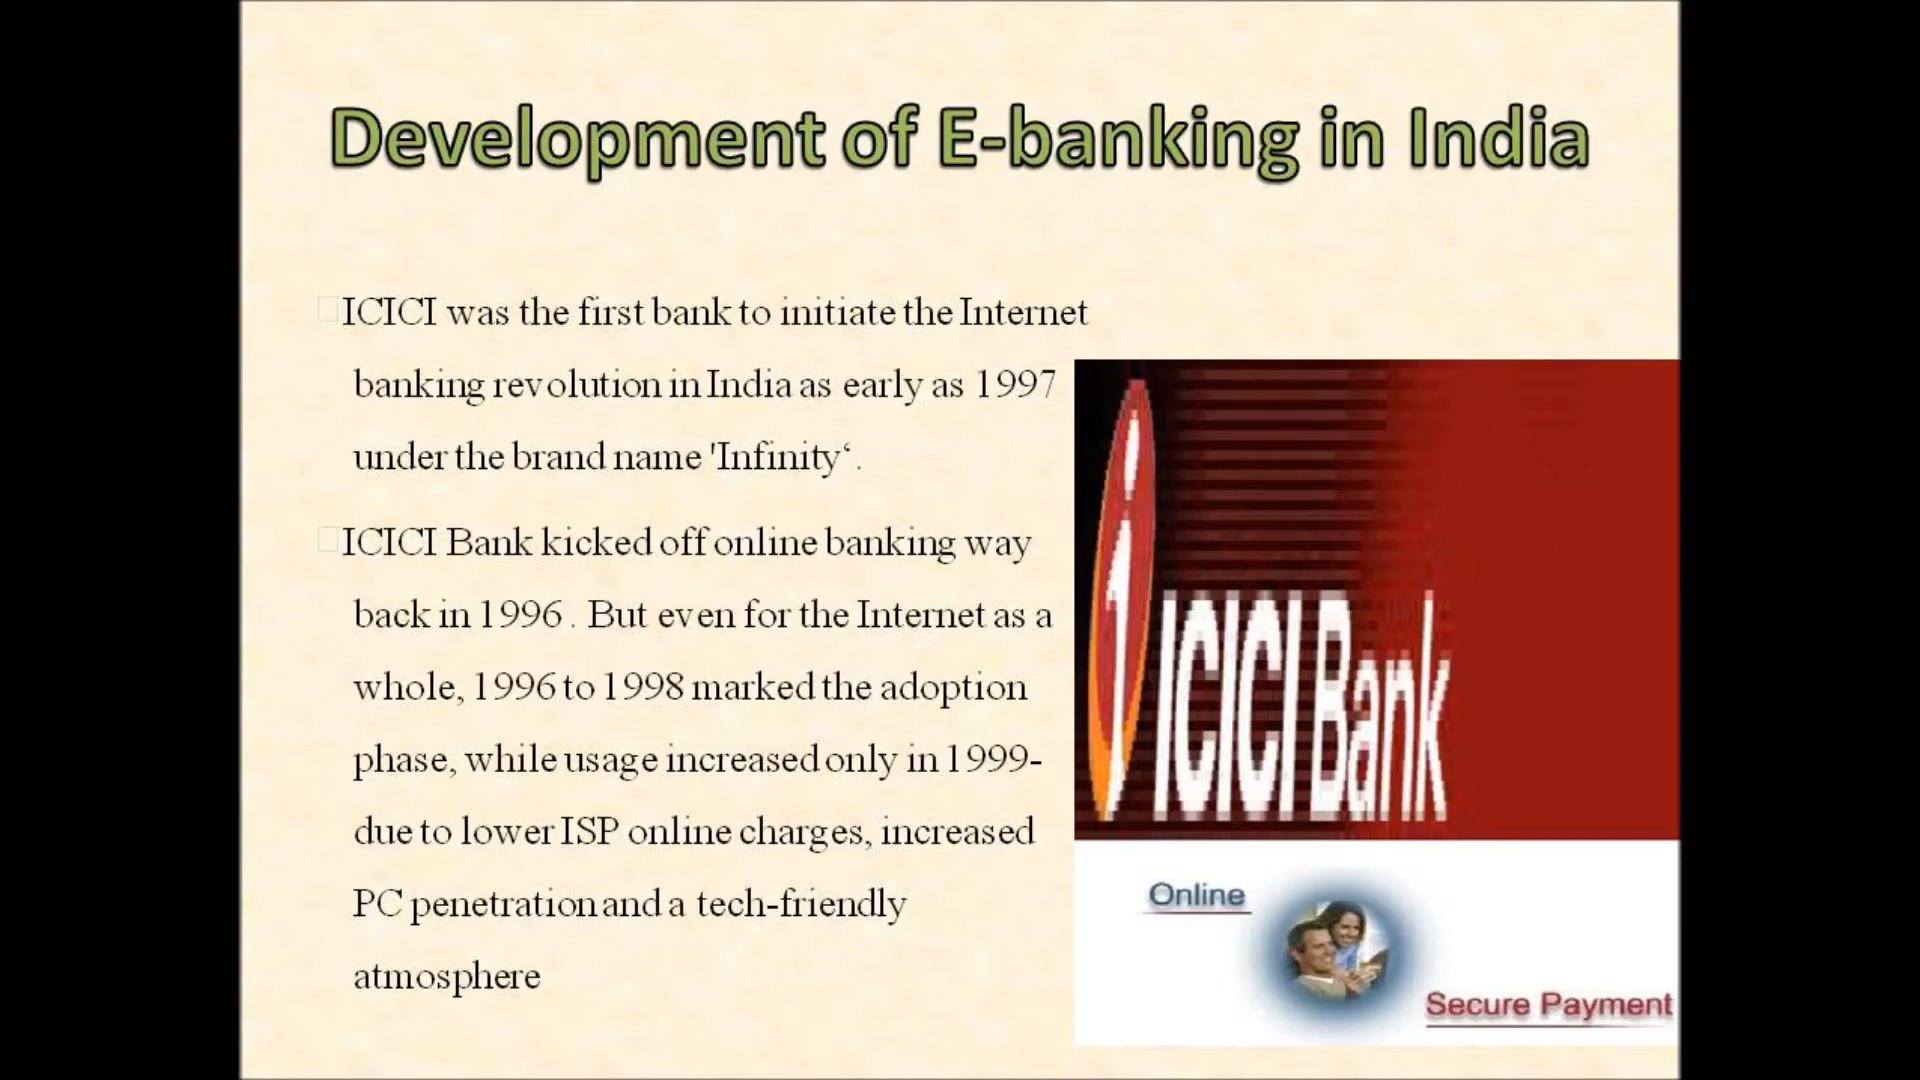 Development of E-banking in India
ICICI was the first bank to initiate the Internet
banking revolution in India as early as 1997
under the brand name 'Infinity‘.
ICICI Bank kicked off online banking way
back in 1996. But even for the Internet as a
whole, 1996 to 1998 marked the adoption
phase, while usage increased only in 1999-
due to lower ISP online charges, increased
PC penetration and a tech-friendly
atmosphere
ICICI Bank
Online
Secure Payment